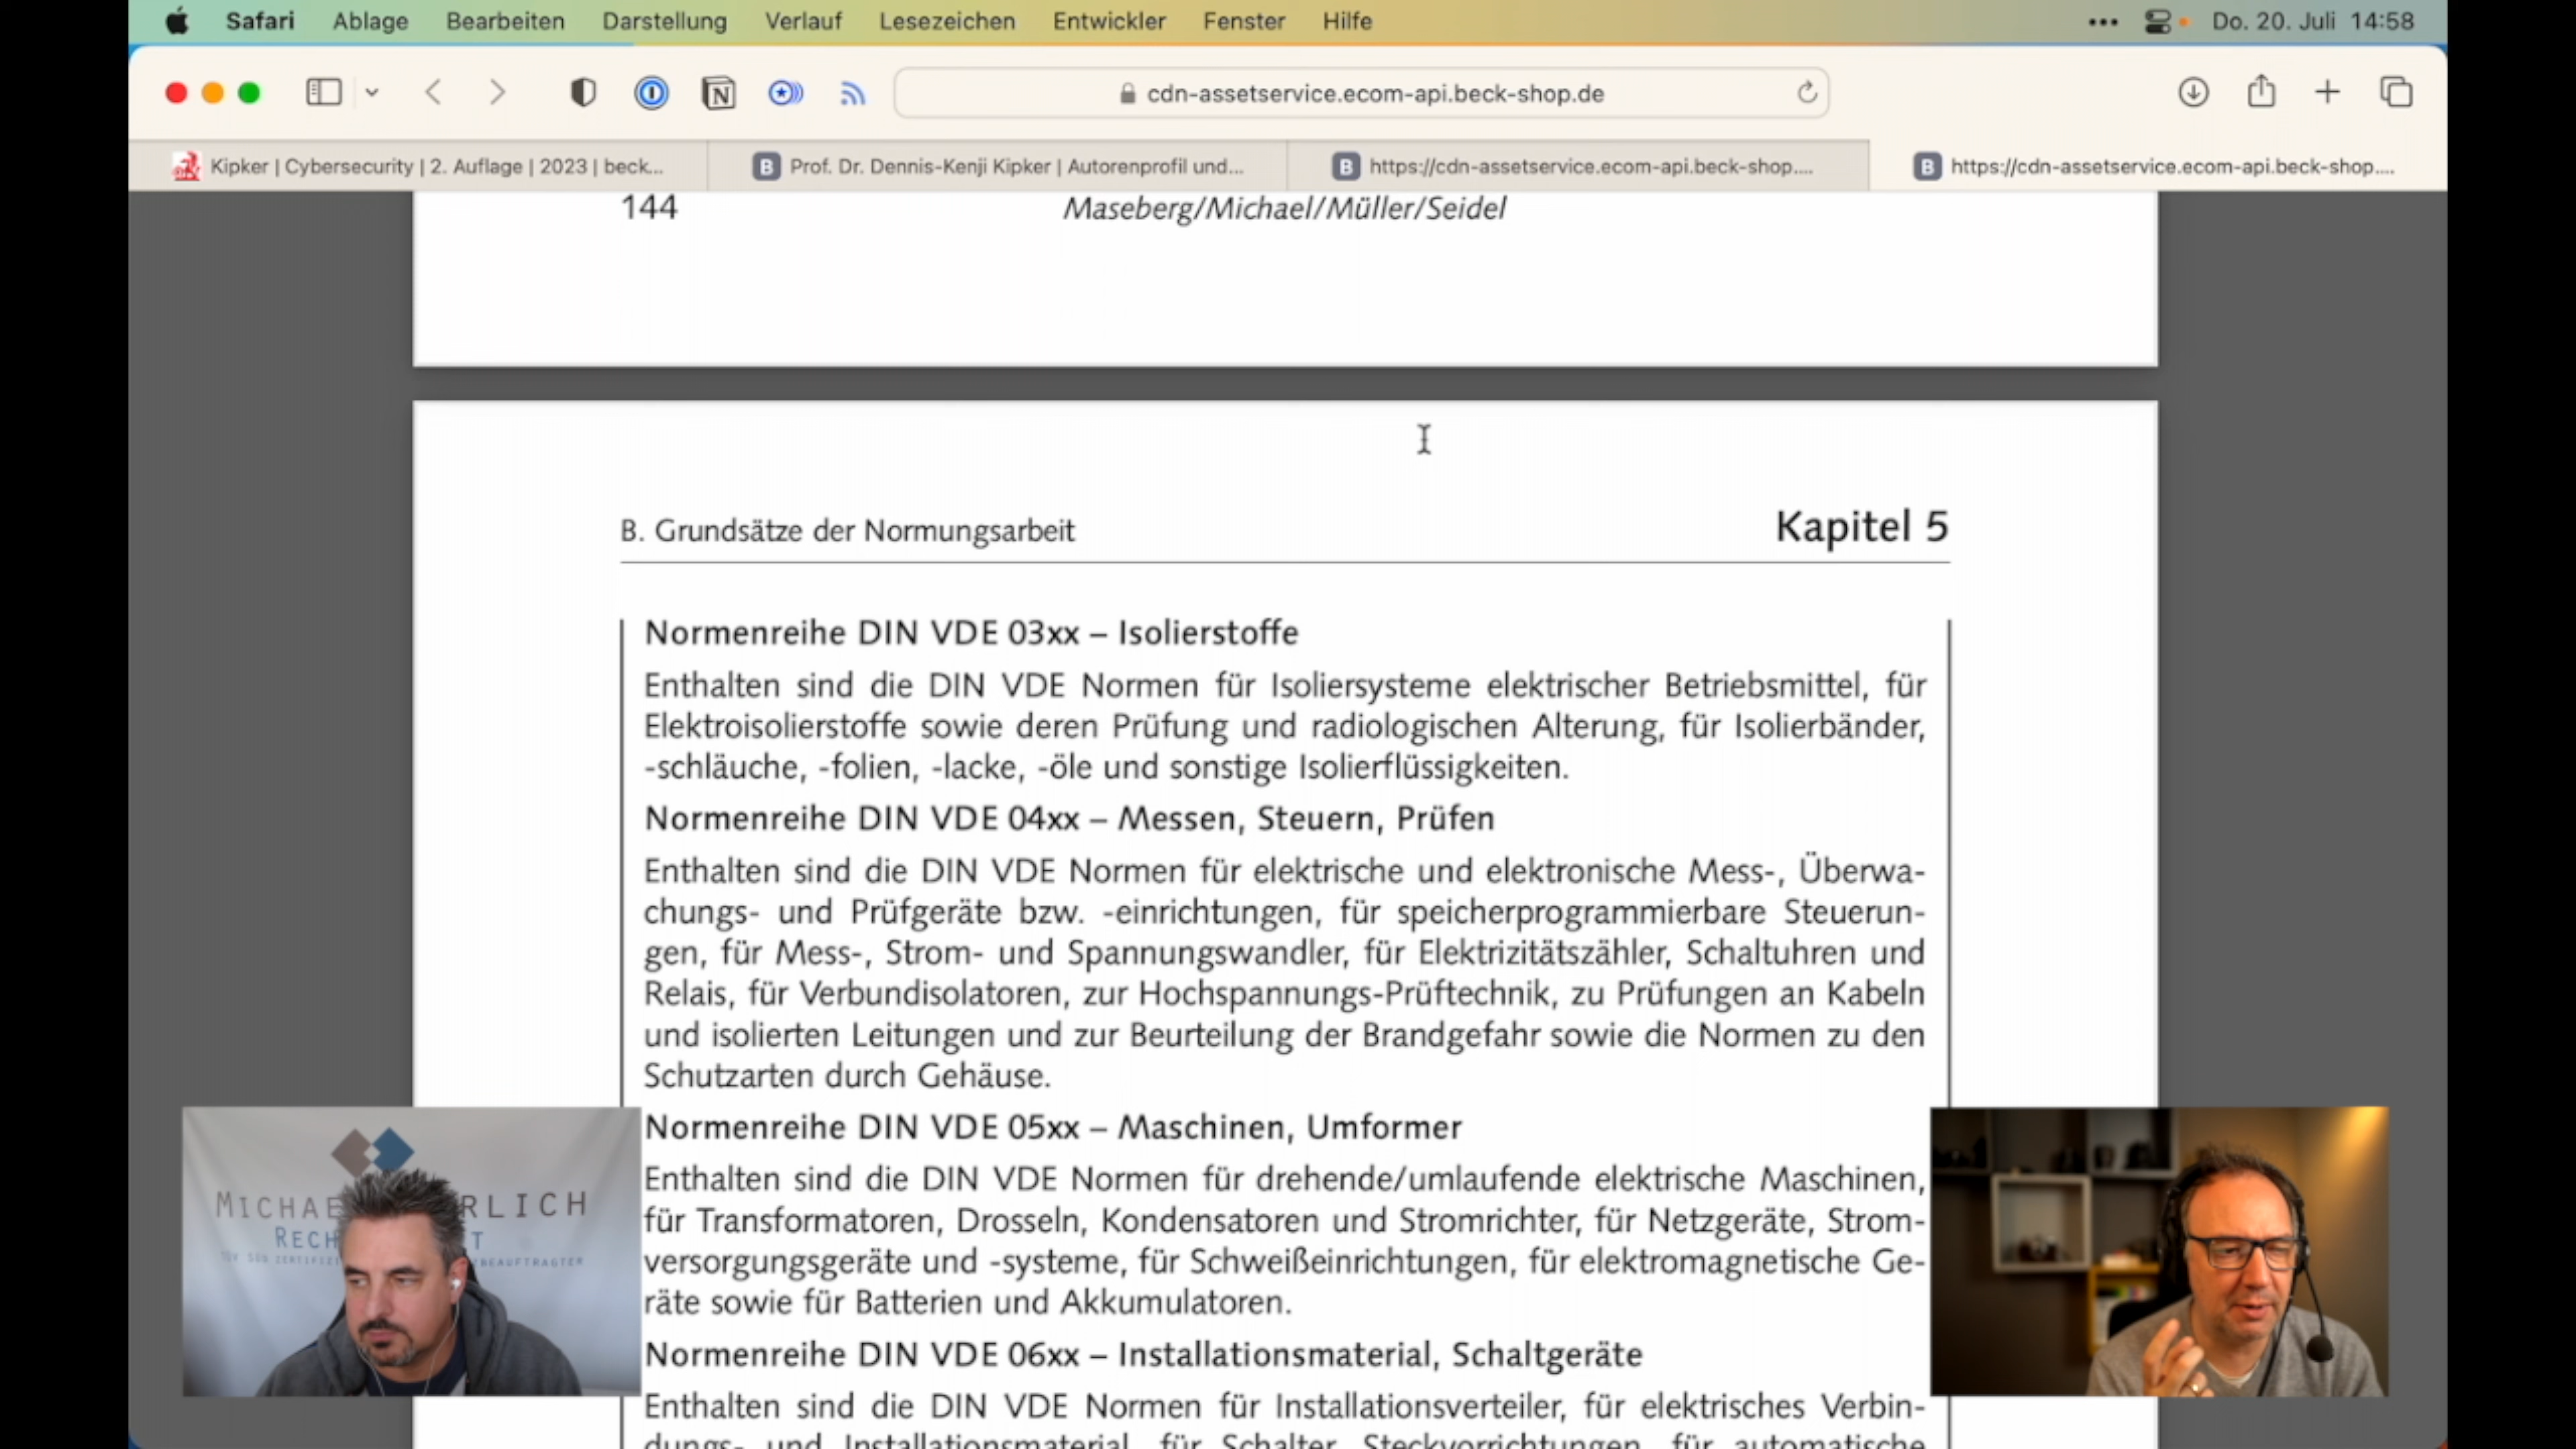 Safari Ablage Bearbeiten Darstellung Verlauf Lesezeichen Entwickler Fenster Hilfe Do. 20. Juli 14:58
cdn-assetservice.ecom-api.beck-shop.de
Kipker | Cybersecurity | 2. Auflage | 2023 | beck...
Prof. Dr. Dennis-Kenji Kipker | Autorenprofil und...
https://cdn-assetservice.ecom-api.beck-shop....
https://cdn-assetservice.ecom-api.beck-shop....
144 Maseberg/Michael/Müller/Seidel
B. Grundsätze der Normungsarbeit Kapitel 5
Normenreihe DIN VDE 03xx – Isolierstoffe
Enthalten sind die DIN VDE Normen für Isoliersysteme elektrischer Betriebsmittel, für
Elektroisolierstoffe sowie deren Prüfung und radiologischen Alterung, für Isolierbänder,
-schläuche, -folien, -lacke, -öle und sonstige Isolierflüssigkeiten.
Normenreihe DIN VDE 04xx – Messen, Steuern, Prüfen
Enthalten sind die DIN VDE Normen für elektrische und elektronische Mess-, Überwa-
chungs- und Prüfgeräte bzw. -einrichtungen, für speicherprogrammierbare Steuerun-
gen, für Mess-, Strom- und Spannungswandler, für Elektrizitätszähler, Schaltuhren und
Relais, für Verbundisolatoren, zur Hochspannungs-Prüftechnik, zu Prüfungen an Kabeln
und isolierten Leitungen und zur Beurteilung der Brandgefahr sowie die Normen zu den
Schutzarten durch Gehäuse.
Normenreihe DIN VDE 05xx – Maschinen, Umformer
Enthalten sind die DIN VDE Normen für drehende/umlaufende elektrische Maschinen,
für Transformatoren, Drosseln, Kondensatoren und Stromrichter, für Netzgeräte, Strom-
versorgungsgeräte und -systeme, für Schweißeinrichtungen, für elektromagnetische Ge-
räte sowie für Batterien und Akkumulatoren.
Normenreihe DIN VDE 06xx – Installationsmaterial, Schaltgeräte
Enthalten sind die DIN VDE Normen für Installationsverteiler, für elektrisches Verbin-
dungs- und Installationsmaterial, für Schalter, Steckvorrichtungen, für automatische
MICHAE RLICH
RECH T